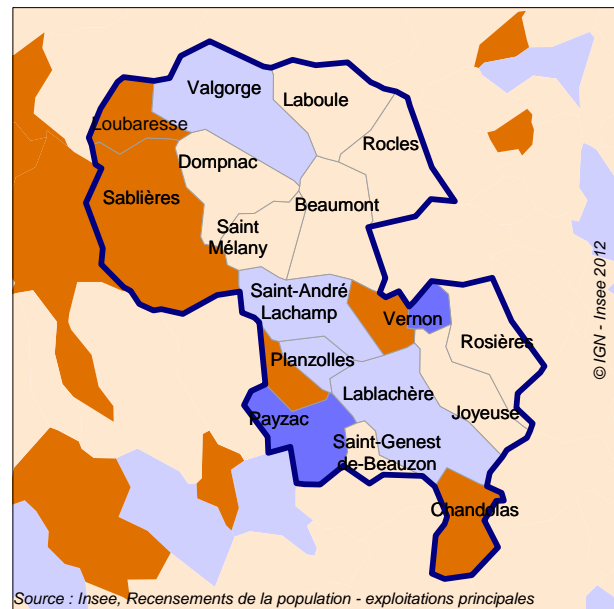 Valgorge
Laboule
Loubaresse
Rocles
Dompnac
Sablières
Beaumont
Saint
Mélany
Saint-André
Lachamp
Vernon
Rosières
Planzolles
Lablachère
Joyeuse
Payzac
Saint-Genest
de-Beauzon
Chandolas
© IGN - Insee 2012
Source : Insee, Recensements de la population - exploitations principales